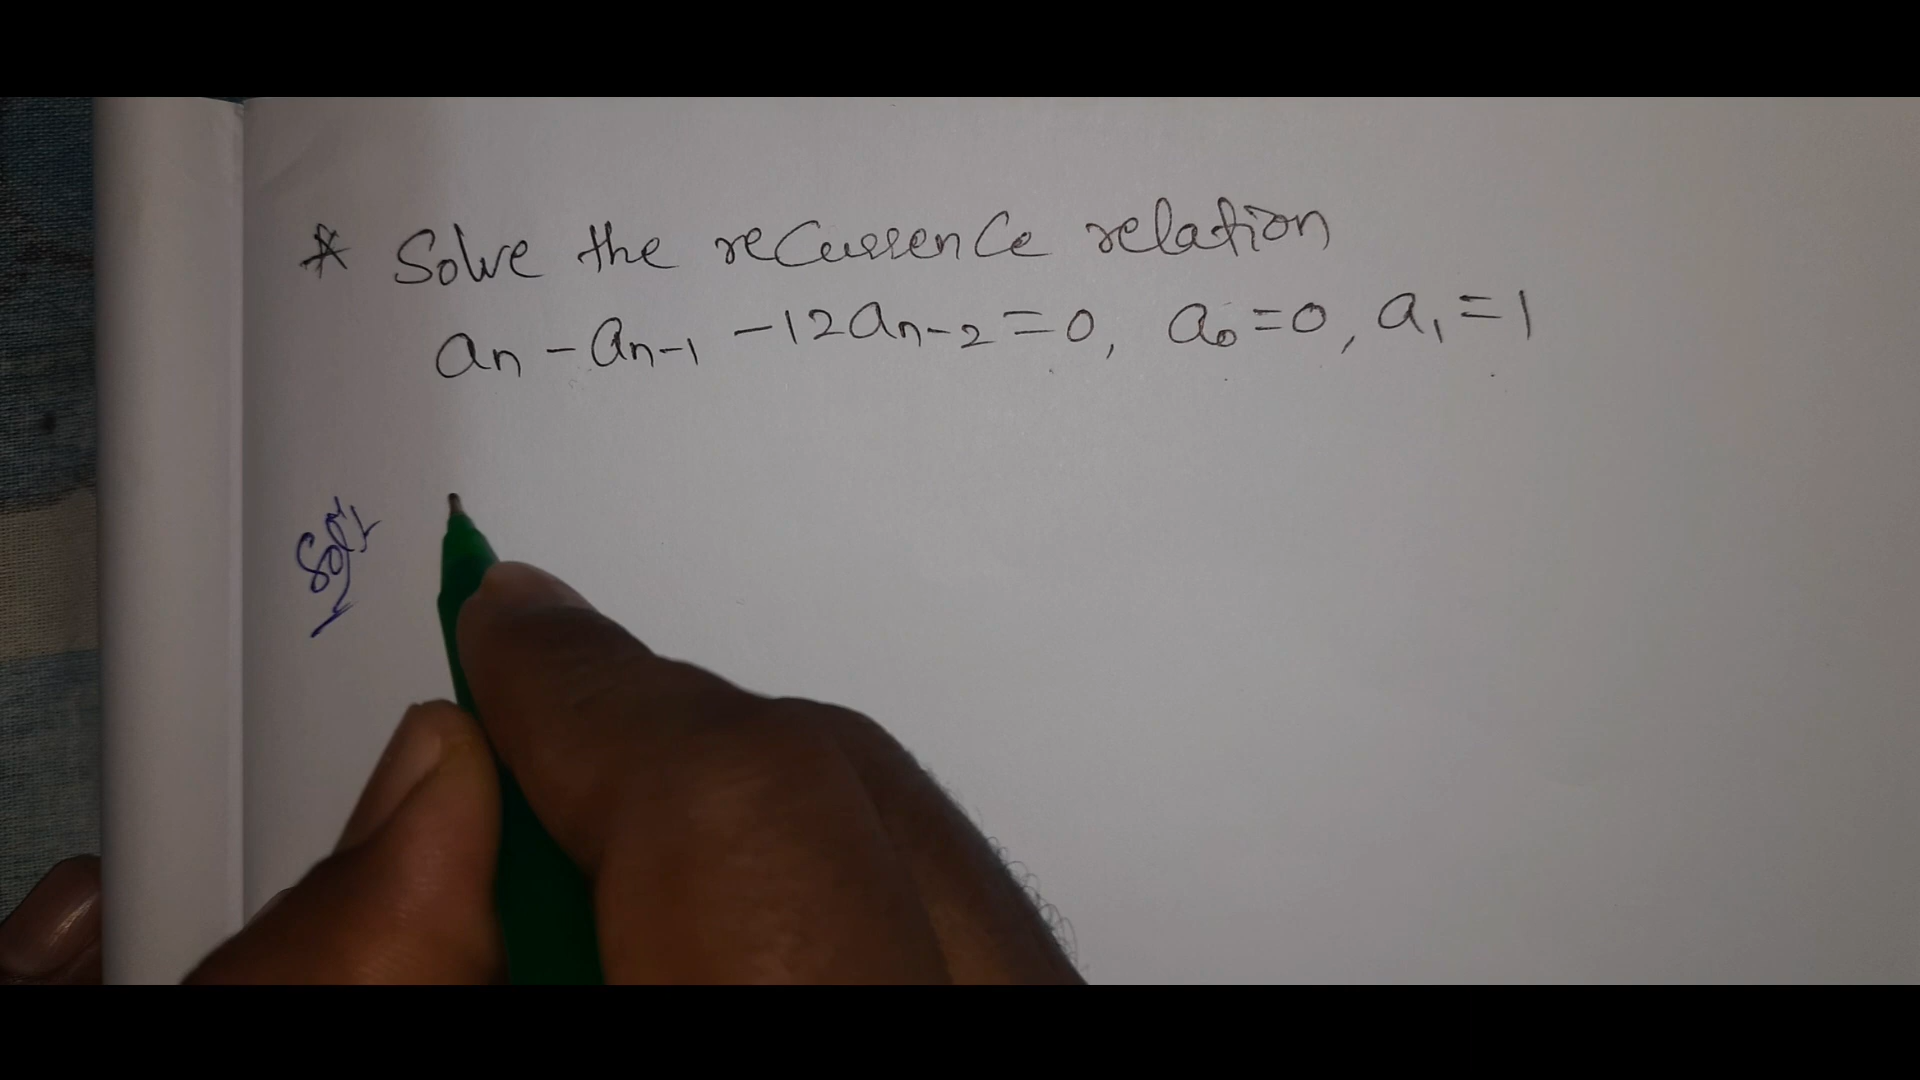 * Solve the recurrence relation
an - an-1 - 12an-2 = 0, a0 = 0, a1 = 1
Sol: